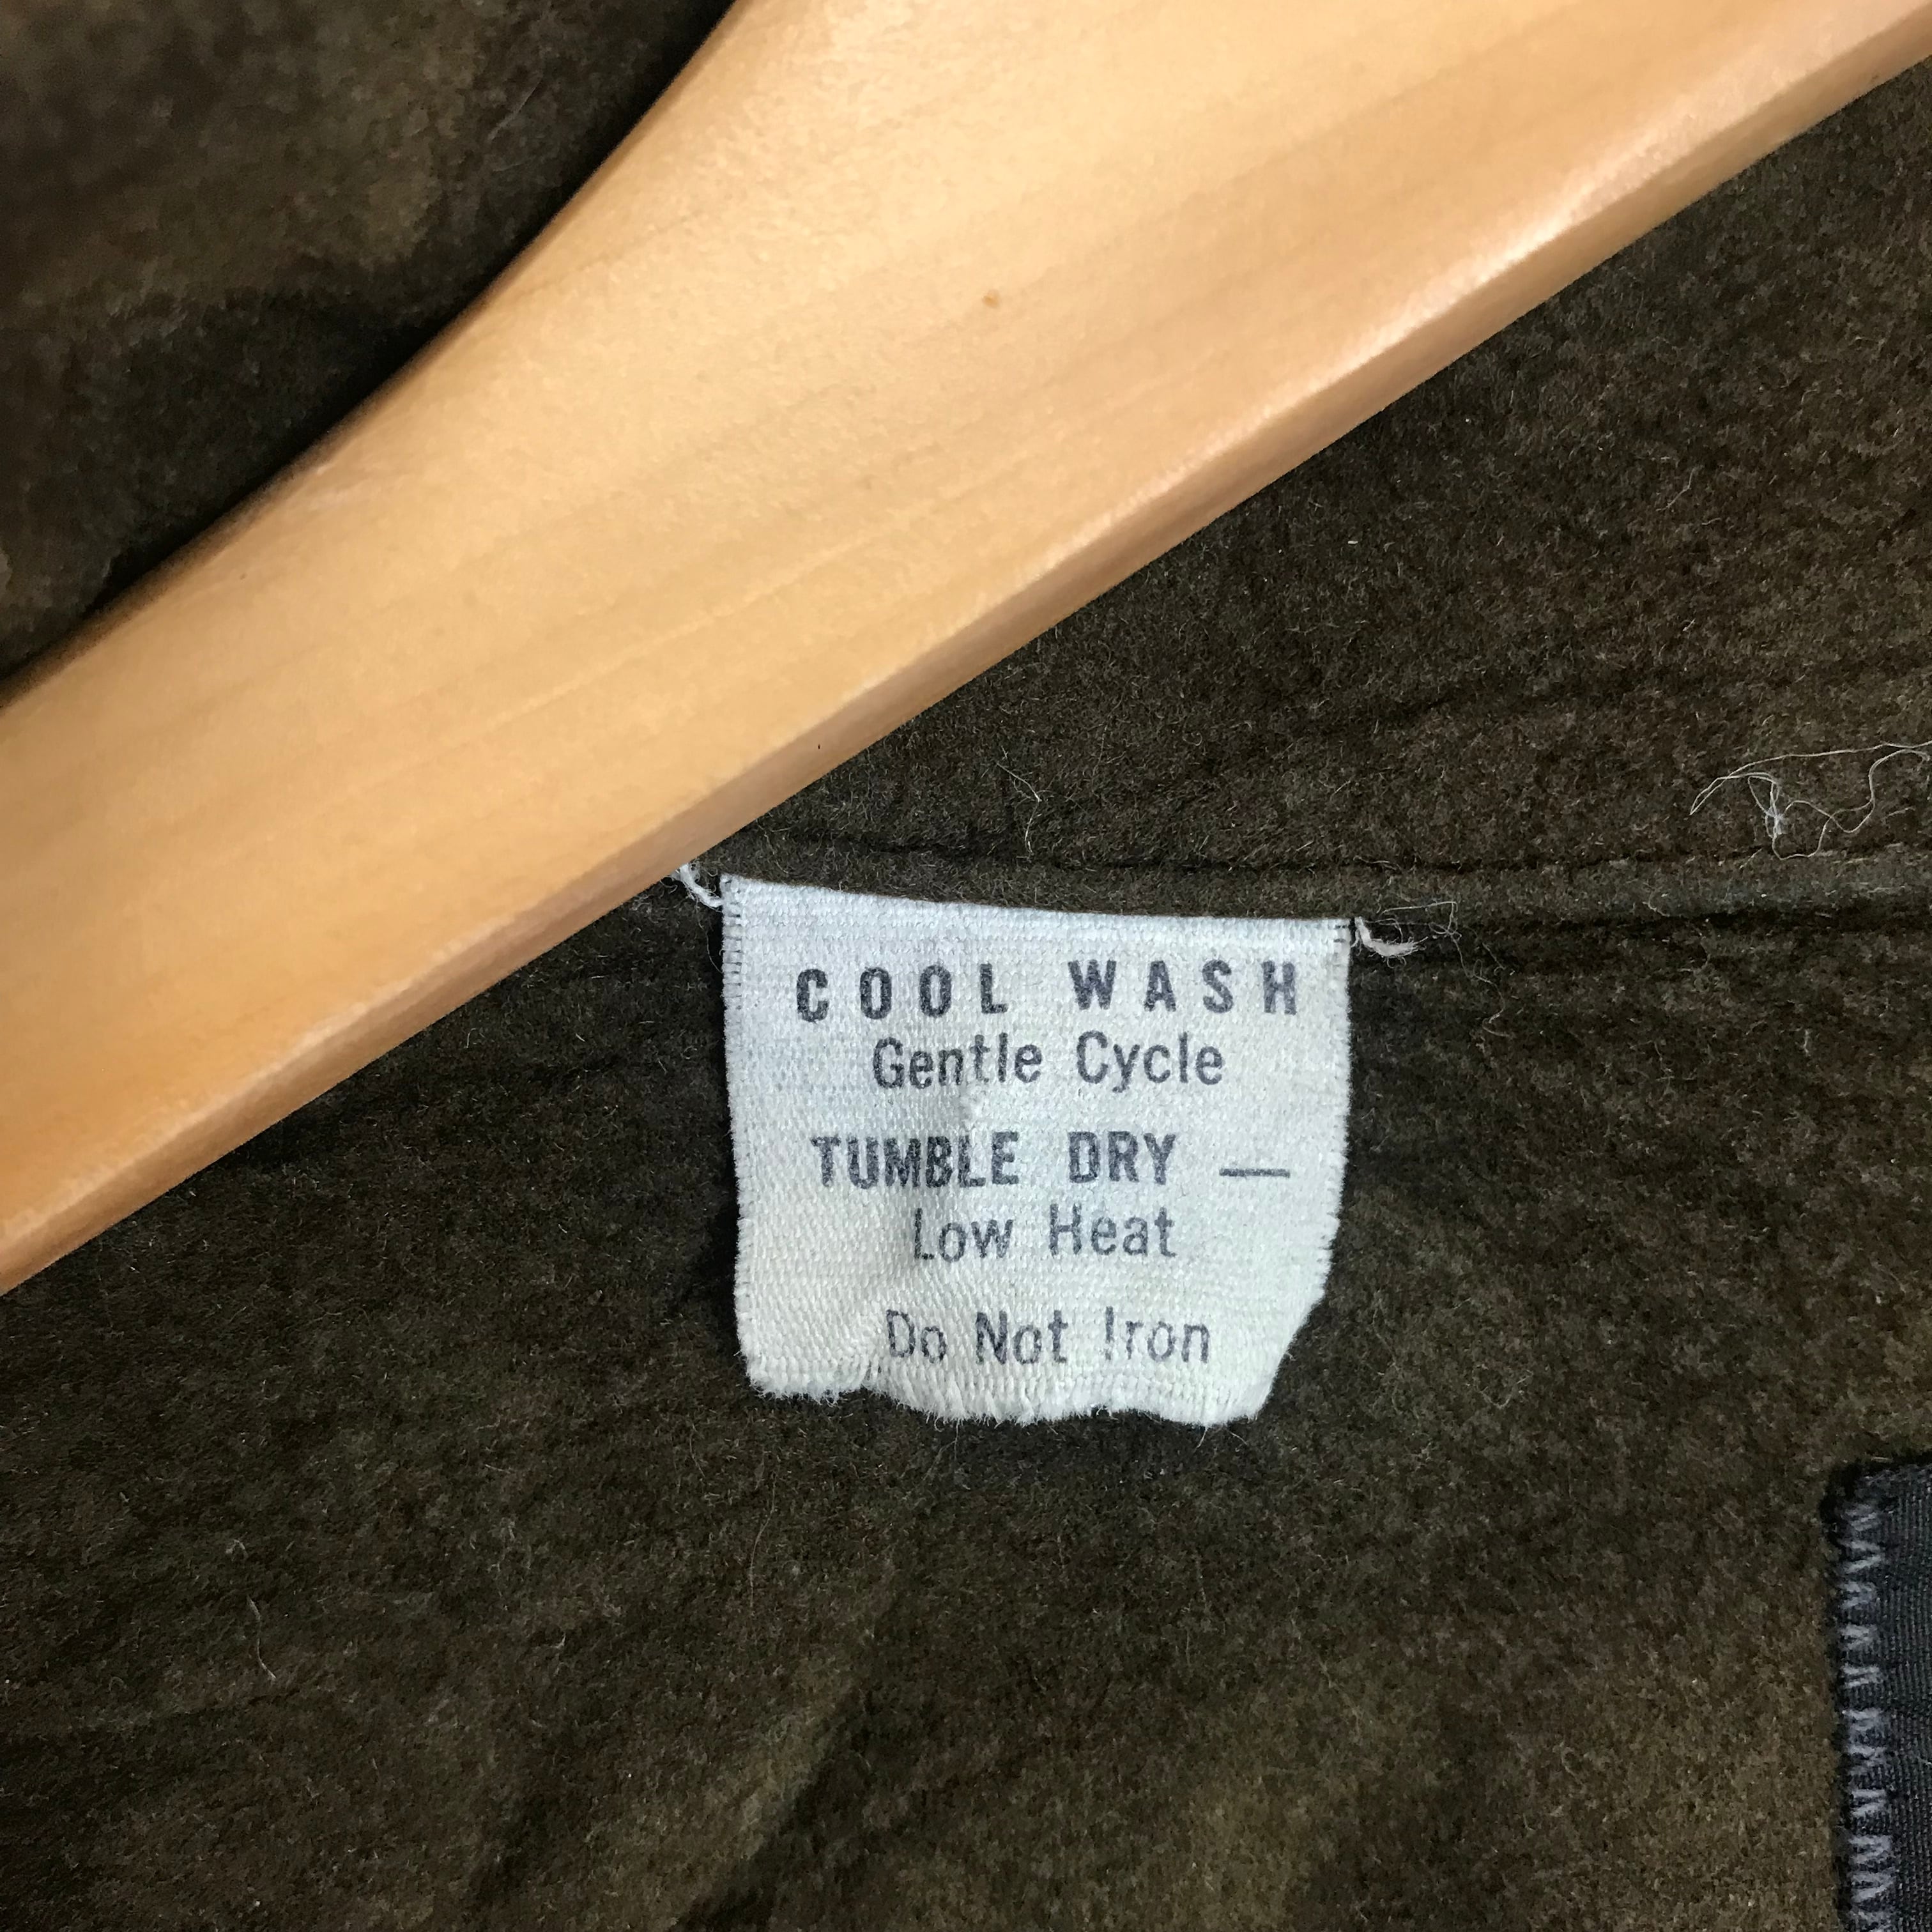 COOL WASH
Gentle Cycle
TUMBLE DRY —
Low Heat
Do Not Iron